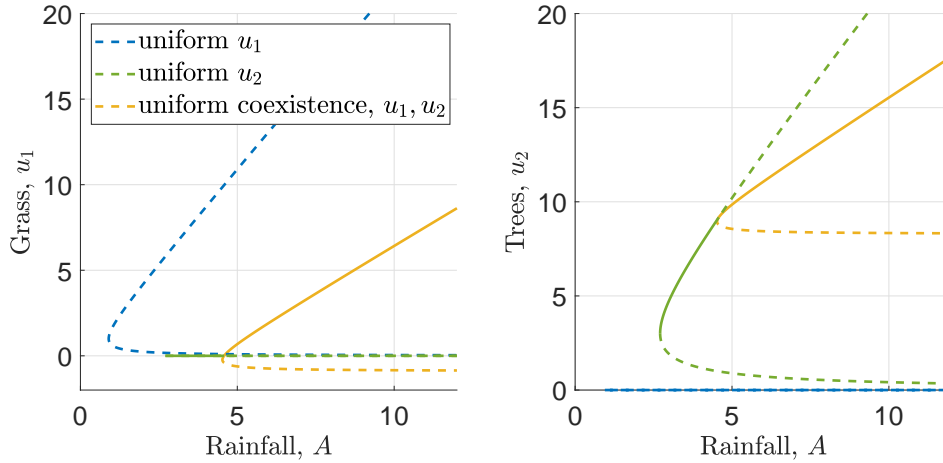 20
15
10
5
0
0
5
10
Grass, u₁
Rainfall, A
uniform u₁
uniform u₂
uniform coexistence, u₁, u₂
20
15
10
5
0
0
5
10
Trees, u₂
Rainfall, A